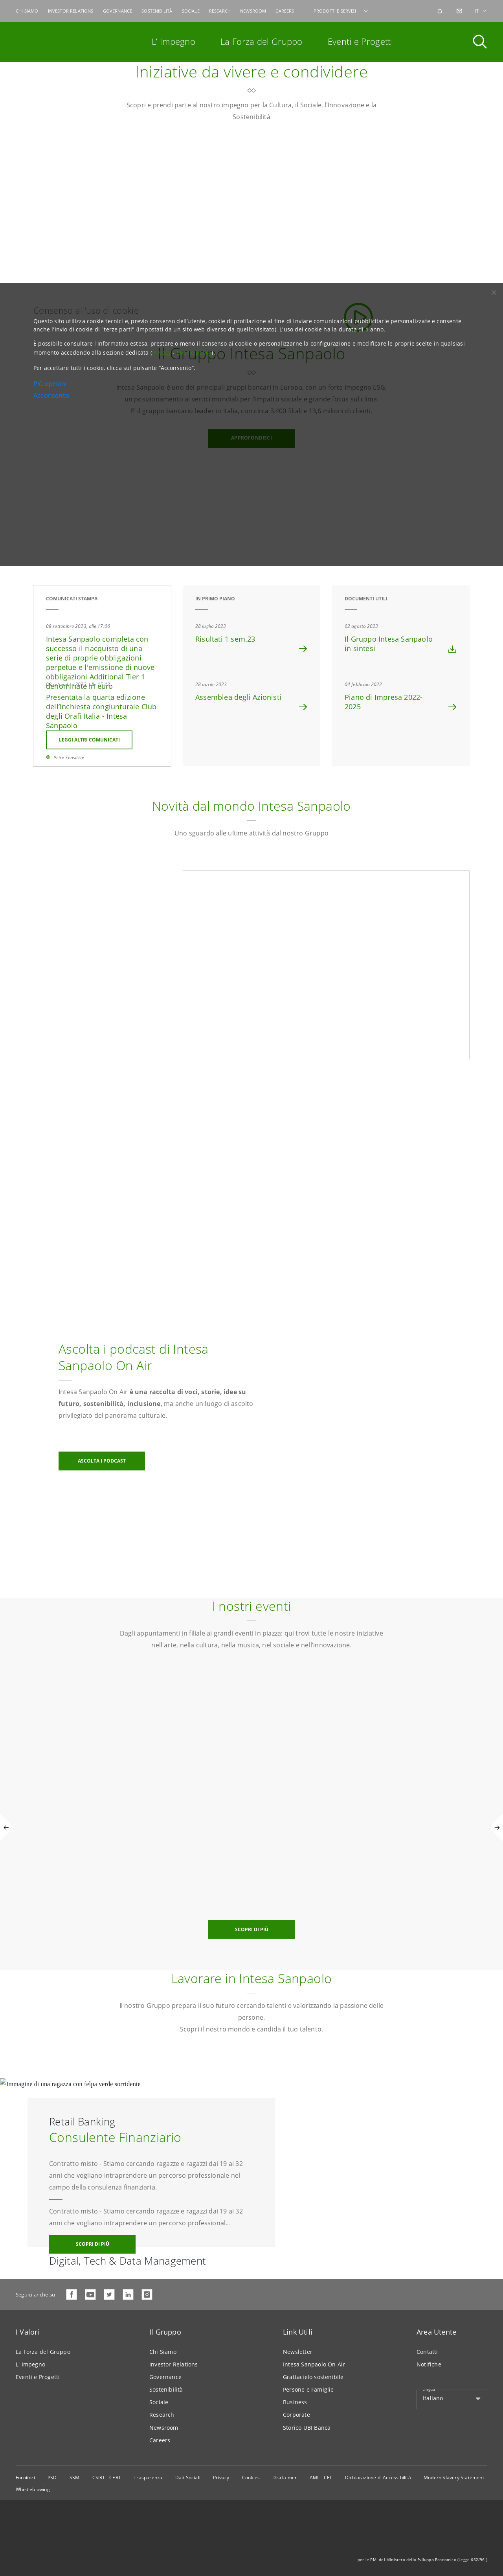 CHI SIAMO INVESTOR RELATIONS GOVERNANCE SOSTENIBILITÀ SOCIALE RESEARCH NEWSROOM CAREERS PRODOTTI E SERVIZI IT
L' Impegno La Forza del Gruppo Eventi e Progetti
Iniziative da vivere e condividere
Scopri e prendi parte al nostro impegno per la Cultura, il Sociale, l'Innovazione e la
Sostenibilità
Consenso all'uso di cookie
Questo sito utilizza cookie tecnici e, previo consenso dell'utente, cookie di profilazione al fine di inviare comunicazioni pubblicitarie personalizzate e consente
anche l'invio di cookie di "terze parti" (impostati da un sito web diverso da quello visitato). L'uso dei cookie ha la durata di 1 anno.
È possibile consultare l'informativa estesa, prestare o meno il consenso ai cookie o personalizzarne la configurazione e modificare le proprie scelte in qualsiasi
momento accedendo alla sezione dedicata (
Il Gruppo Intesa Sanpaolo
Per accettare tutti i cookie, clicca sul pulsante "Acconsento".
Più opzioni
Intesa Sanpaolo è uno dei principali gruppi bancari in Europa, con un forte impegno ESG,
Acconsento
un posizionamento ai vertici mondiali per l'impatto sociale e grande focus sul clima.
E' il gruppo bancario leader in Italia, con circa 3.400 filiali e 13,6 milioni di clienti.
APPROFONDISCI
COMUNICATI STAMPA
08 settembre 2023, alle 17:06
Intesa Sanpaolo completa con
successo il riacquisto di una
serie di proprie obbligazioni
perpetue e l'emissione di nuove
obbligazioni Additional Tier 1
denominate in euro
Presentata la quarta edizione
dell'Inchiesta congiunturale Club
degli Orafi Italia - Intesa
Sanpaolo
LEGGI ALTRI COMUNICATI
Price Sensitive
IN PRIMO PIANO
28 luglio 2023
Risultati 1 sem.23
28 aprile 2023
Assemblea degli Azionisti
DOCUMENTI UTILI
02 agosto 2023
Il Gruppo Intesa Sanpaolo
in sintesi
04 febbraio 2022
Piano di Impresa 2022-
2025
Novità dal mondo Intesa Sanpaolo
Uno sguardo alle ultime attività dal nostro Gruppo
Ascolta i podcast di Intesa
Sanpaolo On Air
Intesa Sanpaolo On Air è una raccolta di voci, storie, idee su
futuro, sostenibilità, inclusione, ma anche un luogo di ascolto
privilegiato del panorama culturale.
ASCOLTA I PODCAST
I nostri eventi
Dagli appuntamenti in filiale ai grandi eventi in piazza: qui trovi tutte le nostre iniziative
nell'arte, nella cultura, nella musica, nel sociale e nell'innovazione.
SCOPRI DI PIÙ
Lavorare in Intesa Sanpaolo
Il nostro Gruppo prepara il suo futuro cercando talenti e valorizzando la passione delle
persone.
Scopri il nostro mondo e candida il tuo talento.
Immagine di una ragazza con felpa verde sorridente
Retail Banking
Consulente Finanziario
Contratto misto - Stiamo cercando ragazze e ragazzi dai 19 ai 32
anni che vogliano intraprendere un percorso professionale nel
campo della consulenza finanziaria.
Contratto misto - Stiamo cercando ragazze e ragazzi dai 19 ai 32
anni che vogliano intraprendere un percorso professional...
SCOPRI DI PIÙ
Digital, Tech & Data Management
Seguici anche su
I Valori
La Forza del Gruppo
L' Impegno
Eventi e Progetti
Il Gruppo
Chi Siamo
Investor Relations
Governance
Sostenibilità
Sociale
Research
Newsroom
Careers
Link Utili
Newsletter
Intesa Sanpaolo On Air
Grattacielo sostenibile
Persone e Famiglie
Business
Corporate
Storico UBI Banca
Area Utente
Contatti
Notifiche
Lingua
Italiano
Fornitori PSD SSM CSIRT - CERT Trasparenza Dati Sociali Privacy Cookies Disclaimer AML - CFT Dichiarazione di Accessibilità Modern Slavery Statement
Whistleblowing
per le PMI del Ministero dello Sviluppo Economico (Legge 662/96 )